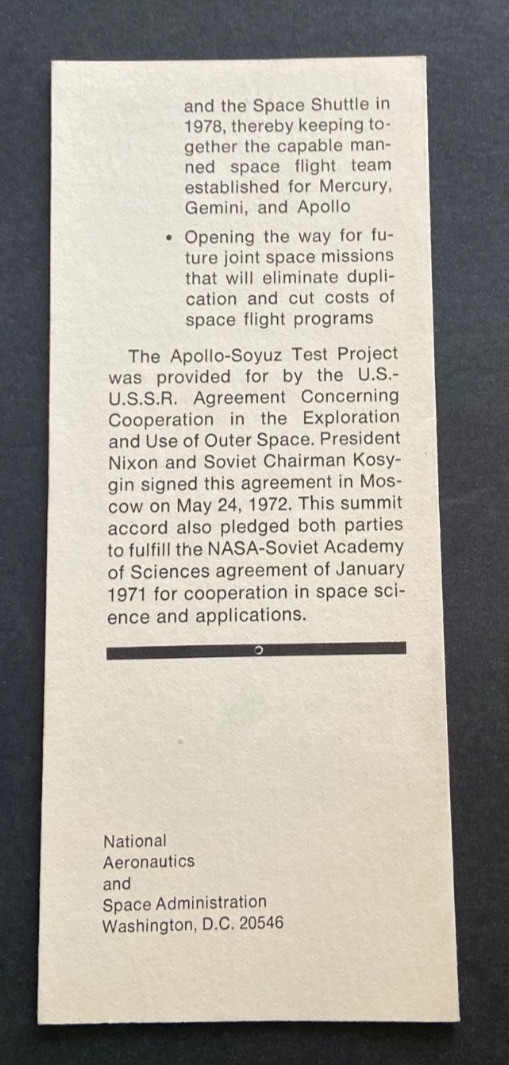 and the Space Shuttle in
1978, thereby keeping to-
gether the capable man-
ned space flight team
established for Mercury,
Gemini, and Apollo
• Opening the way for fu-
ture joint space missions
that will eliminate dupli-
cation and cut costs of
space flight programs
The Apollo-Soyuz Test Project
was provided for by the U.S.-
U.S.S.R. Agreement Concerning
Cooperation in the Exploration
and Use of Outer Space. President
Nixon and Soviet Chairman Kosy-
gin signed this agreement in Mos-
cow on May 24, 1972. This summit
accord also pledged both parties
to fulfill the NASA-Soviet Academy
of Sciences agreement of January
1971 for cooperation in space sci-
ence and applications.
National
Aeronautics
and
Space Administration
Washington, D.C. 20546